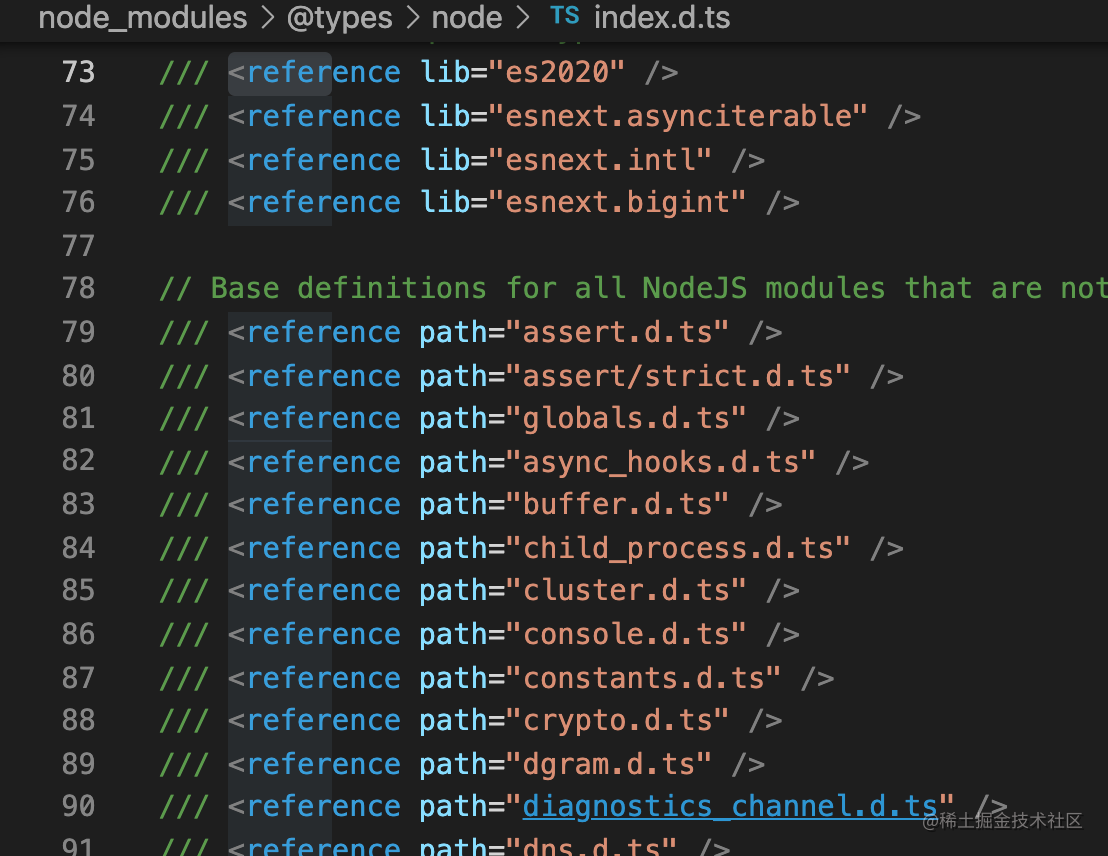 node_modules > @types > node > TS index.d.ts
73 /// <reference lib="es2020" />
74 /// <reference lib="esnext.asynciterable" />
75 /// <reference lib="esnext.intl" />
76 /// <reference lib="esnext.bigint" />
77
78 // Base definitions for all NodeJS modules that are not
79 /// <reference path="assert.d.ts" />
80 /// <reference path="assert/strict.d.ts" />
81 /// <reference path="globals.d.ts" />
82 /// <reference path="async_hooks.d.ts" />
83 /// <reference path="buffer.d.ts" />
84 /// <reference path="child_process.d.ts" />
85 /// <reference path="cluster.d.ts" />
86 /// <reference path="console.d.ts" />
87 /// <reference path="constants.d.ts" />
88 /// <reference path="crypto.d.ts" />
89 /// <reference path="dgram.d.ts" />
90 /// <reference path="diagnostics_channel.d.ts" />
@稀土掘金技术社区
91 /// <reference path="dns.d.ts" />